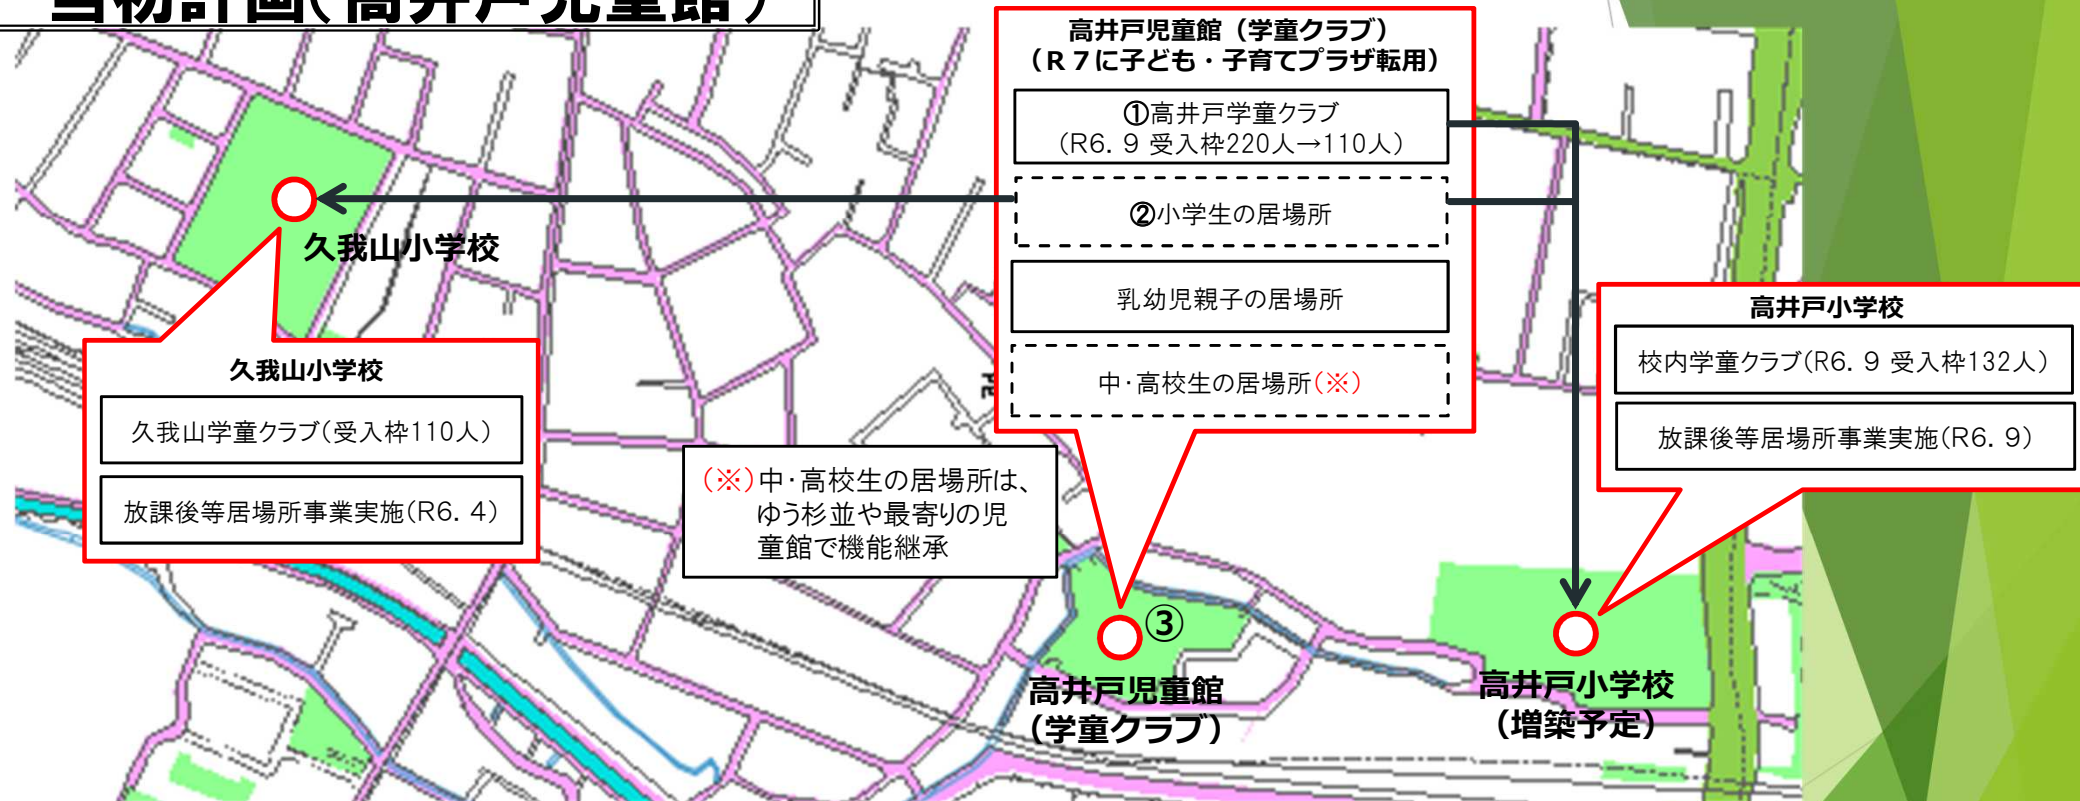 当初計画(高井戸児童館)
高井戸児童館（学童クラブ）
（R７に子ども・子育てプラザ転用）
①高井戸学童クラブ
（R6. 9 受入枠220人→110人）
②小学生の居場所
乳幼児親子の居場所
中・高校生の居場所（※）
久我山小学校
久我山小学校
久我山学童クラブ（受入枠110人）
放課後等居場所事業実施（R6. 4）
（※）中・高校生の居場所は、
ゆう杉並や最寄りの児
童館で機能継承
高井戸小学校
校内学童クラブ（R6. 9 受入枠132人）
放課後等居場所事業実施（R6. 9）
③
高井戸児童館
（学童クラブ）
高井戸小学校
（増築予定）